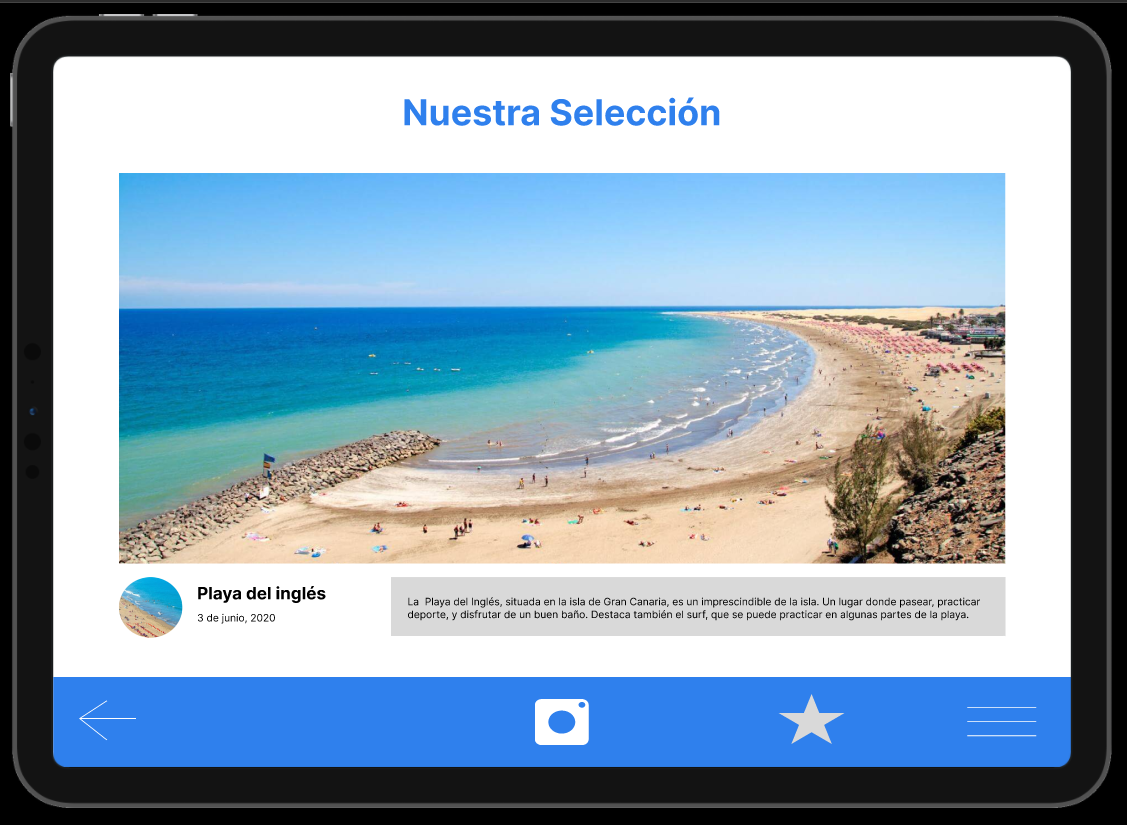 Nuestra Selección
Playa del inglés
3 de junio, 2020
La  Playa del Inglés, situada en la isla de Gran Canaria, es un imprescindible de la isla. Un lugar donde pasear, practicar
deporte, y disfrutar de un buen baño. Destaca también el surf, que se puede practicar en algunas partes de la playa.